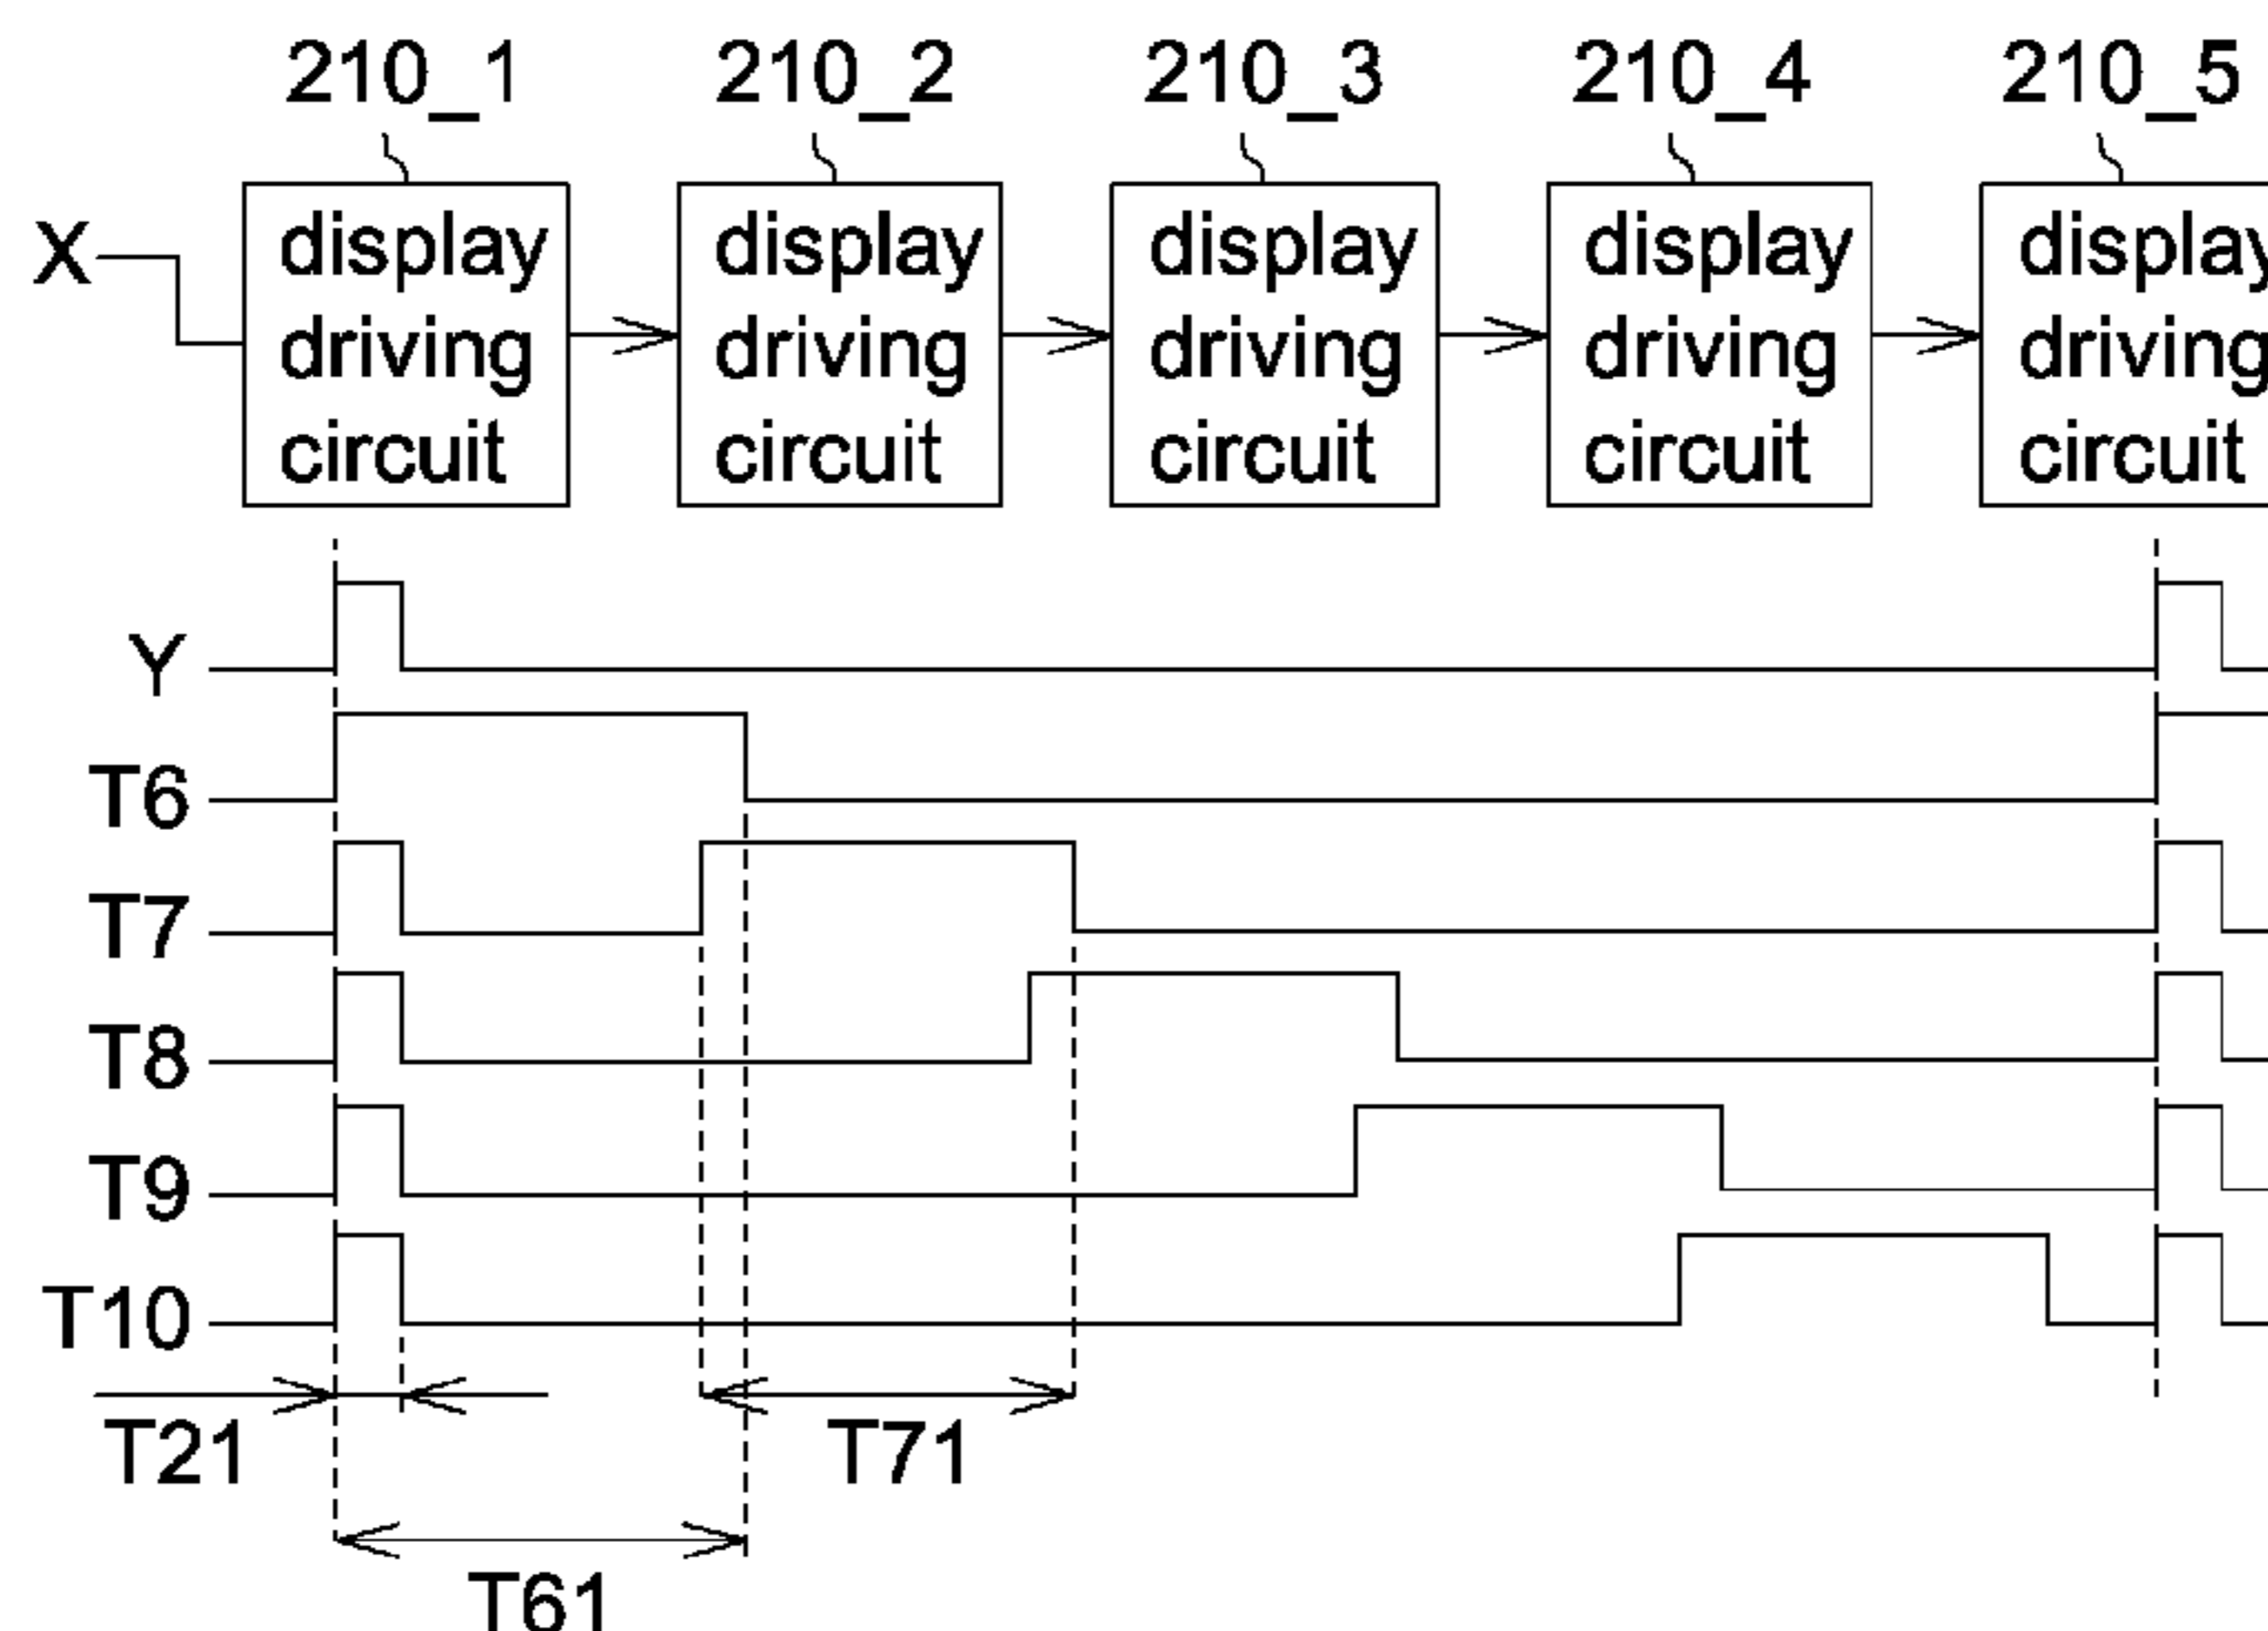 210_1 210_2 210_3 210_4 210_5
X
display display display display display
driving driving driving driving driving
circuit circuit circuit circuit circuit
Y
T6
T7
T8
T9
T10
T21 T71
T61